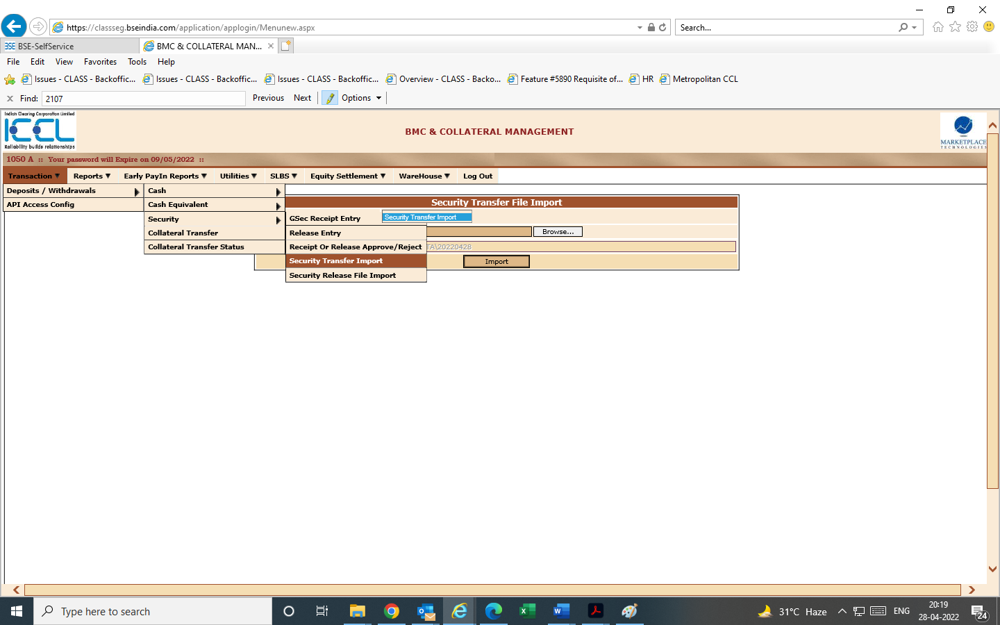 https://classseg.bseindia.com/application/applogin/Menunew.aspx
Search...
BSE-SelfService
BMC & COLLATERAL MAN...
File Edit View Favorites Tools Help
Issues - CLASS - Backoffic... Issues - CLASS - Backoffic... Issues - CLASS - Backoffic... Overview - CLASS - Backo... Feature #5890 Requisite of... HR Metropolitan CCL
x Find: 2107 Previous Next Options
Indian Clearing Corporation Limited
ICCL
Reliability builds relationships
BMC & COLLATERAL MANAGEMENT
MARKETPLACE
TECHNOLOGIES
1050 A :: Your password will Expire on 09/05/2022 ::
Transaction Reports Early PayIn Reports Utilities SLBS Equity Settlement WareHouse Log Out
Deposits / Withdrawals
API Access Config
Cash
Cash Equivalent
Security
Collateral Transfer
Collateral Transfer Status
GSec Receipt Entry
Release Entry
Receipt Or Release Approve/Reject
Security Transfer Import
Security Release File Import
Security Transfer File Import
Security Transfer Import
Browse...
TA\20220428
Import
Type here to search
31°C Haze
ENG
20:19
28-04-2022
24